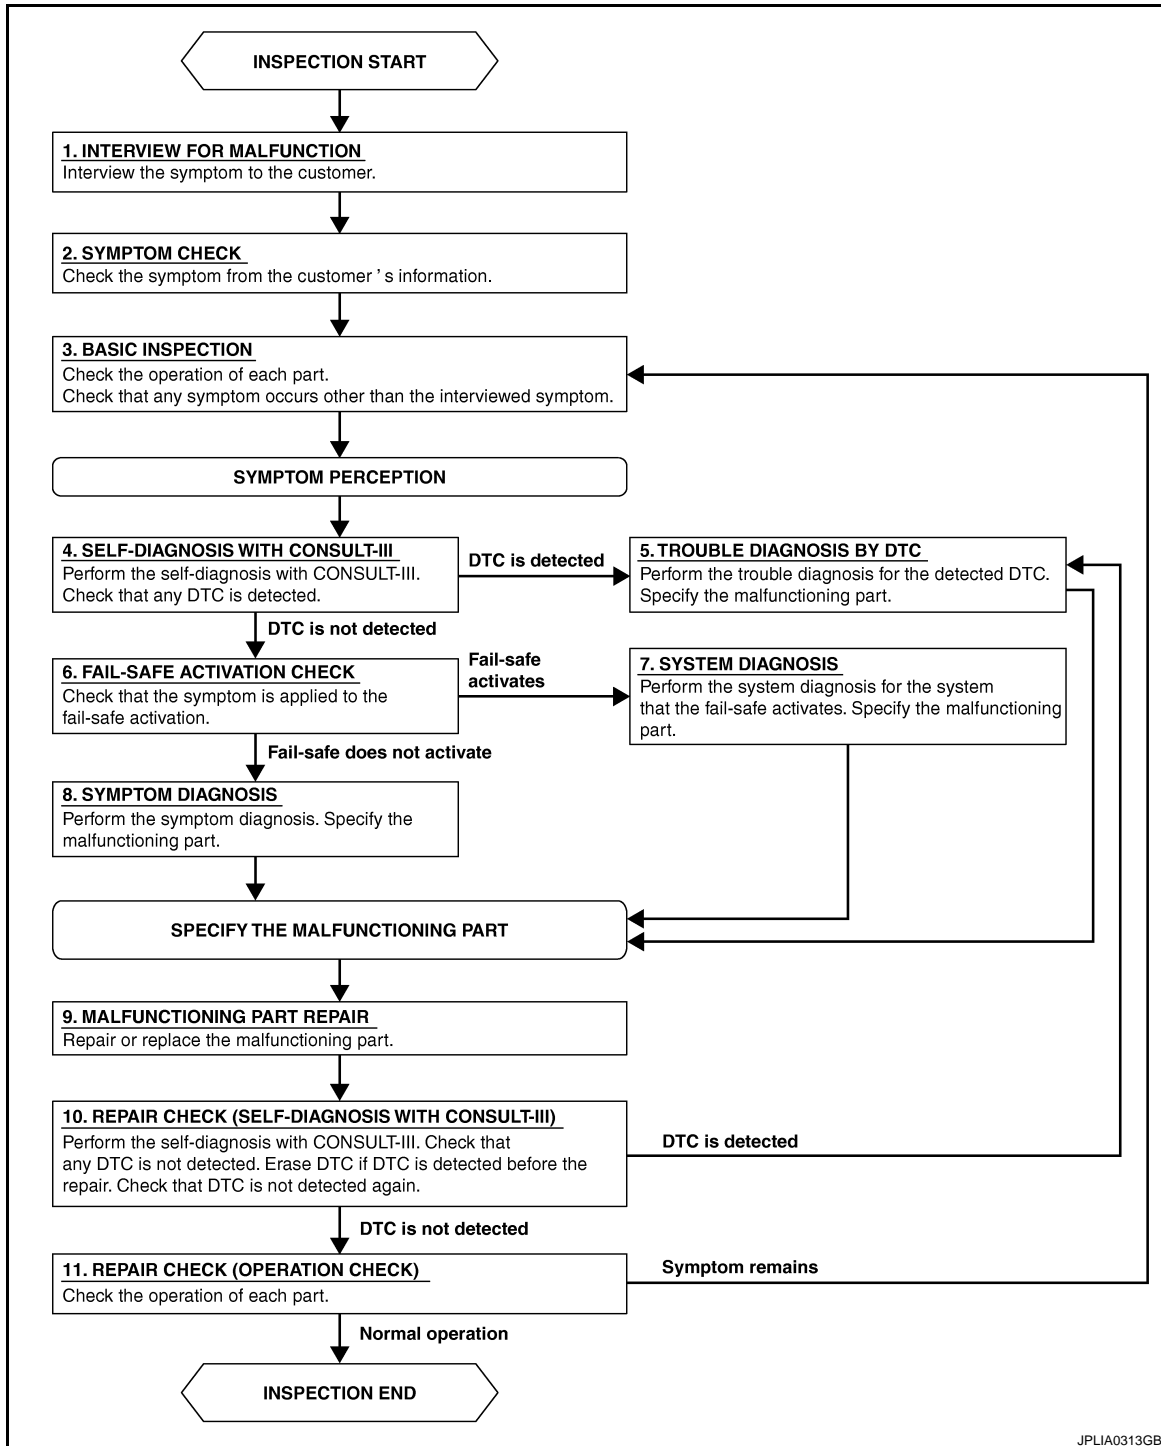 INSPECTION START
1. INTERVIEW FOR MALFUNCTION
Interview the symptom to the customer.
2. SYMPTOM CHECK
Check the symptom from the customer ’ s information.
3. BASIC INSPECTION
Check the operation of each part.
Check that any symptom occurs other than the interviewed symptom.
SYMPTOM PERCEPTION
4. SELF-DIAGNOSIS WITH CONSULT-III
Perform the self-diagnosis with CONSULT-III.
Check that any DTC is detected.
DTC is detected
5. TROUBLE DIAGNOSIS BY DTC
Perform the trouble diagnosis for the detected DTC.
Specify the malfunctioning part.
DTC is not detected
6. FAIL-SAFE ACTIVATION CHECK
Check that the symptom is applied to the
fail-safe activation.
Fail-safe
activates
7. SYSTEM DIAGNOSIS
Perform the system diagnosis for the system
that the fail-safe activates. Specify the malfunctioning
part.
Fail-safe does not activate
8. SYMPTOM DIAGNOSIS
Perform the symptom diagnosis. Specify the
malfunctioning part.
SPECIFY THE MALFUNCTIONING PART
9. MALFUNCTIONING PART REPAIR
Repair or replace the malfunctioning part.
10. REPAIR CHECK (SELF-DIAGNOSIS WITH CONSULT-III)
Perform the self-diagnosis with CONSULT-III. Check that
any DTC is not detected. Erase DTC if DTC is detected before the
repair. Check that DTC is not detected again.
DTC is detected
DTC is not detected
11. REPAIR CHECK (OPERATION CHECK)
Check the operation of each part.
Symptom remains
Normal operation
INSPECTION END
JPLIA0313GB